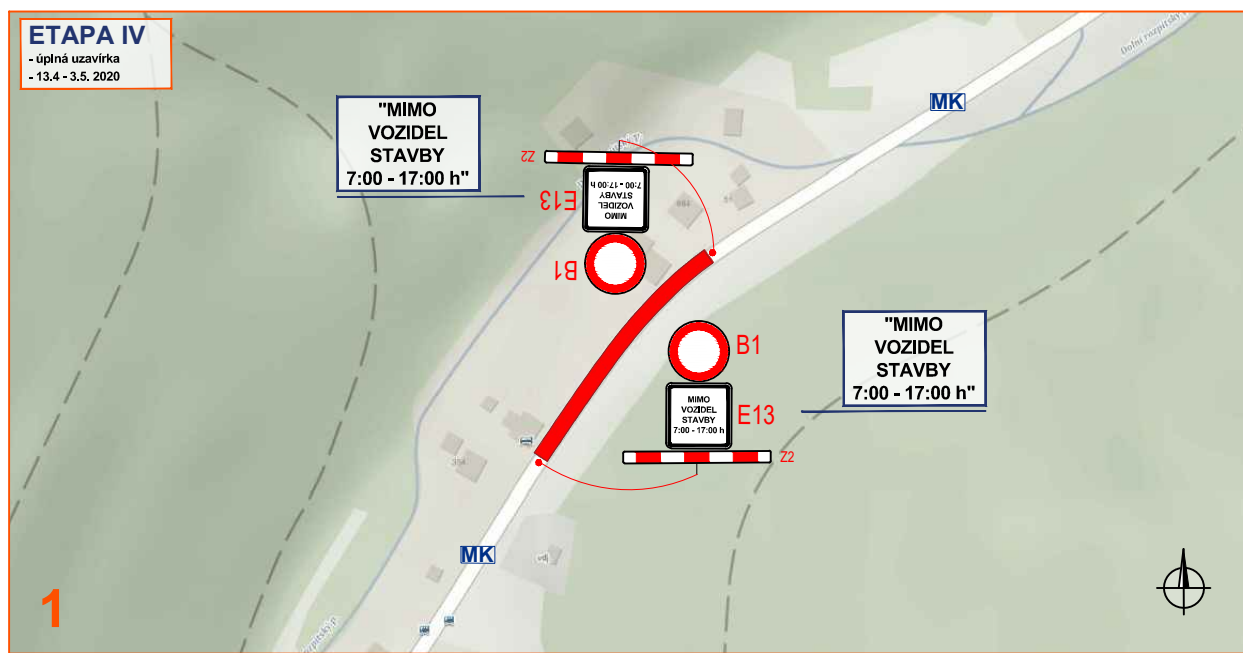 ETAPA IV
- úplná uzavírka
- 13.4 - 3.5. 2020
"MIMO
VOZIDEL
STAVBY
7:00 - 17:00 h"
MK
Dolní rozpitský p.
Z2
E13
MIMO
VOZIDEL
STAVBY
7:00 - 17:00 h
B1
B1
MIMO
VOZIDEL
STAVBY
7:00 - 17:00 h
E13
Z2
"MIMO
VOZIDEL
STAVBY
7:00 - 17:00 h"
MK
1